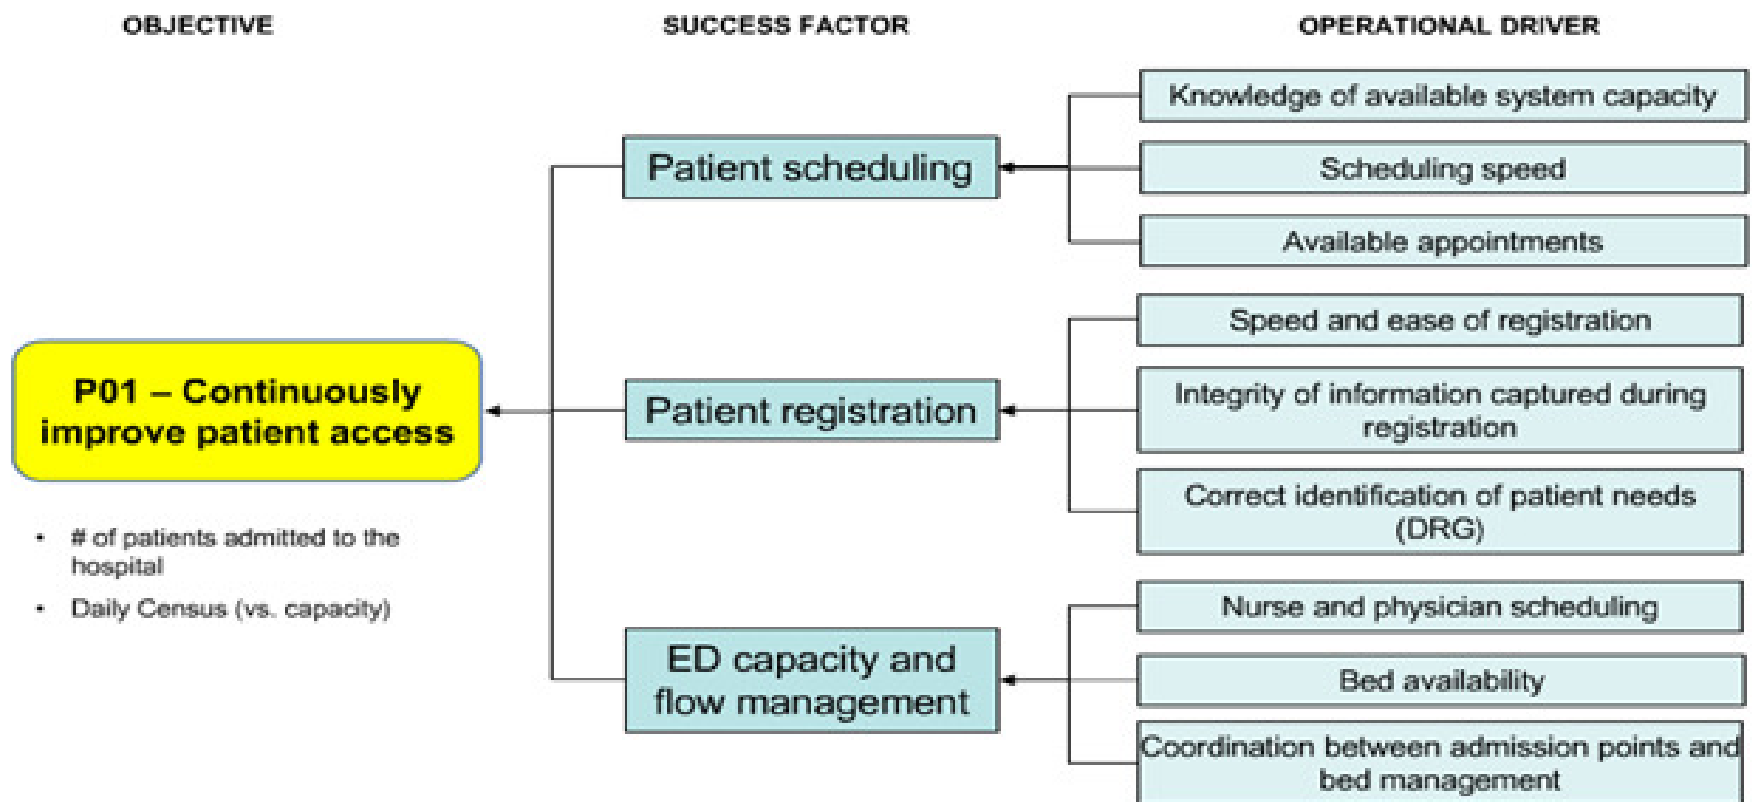 OBJECTIVE
SUCCESS FACTOR
OPERATIONAL DRIVER
Knowledge of available system capacity
Patient scheduling
Scheduling speed
Available appointments
Speed and ease of registration
P01 – Continuously
improve patient access
Patient registration
Integrity of information captured during
registration
Correct identification of patient needs
(DRG)
• # of patients admitted to the
hospital
• Daily Census (vs. capacity)
ED capacity and
flow management
Nurse and physician scheduling
Bed availability
Coordination between admission points and
bed management